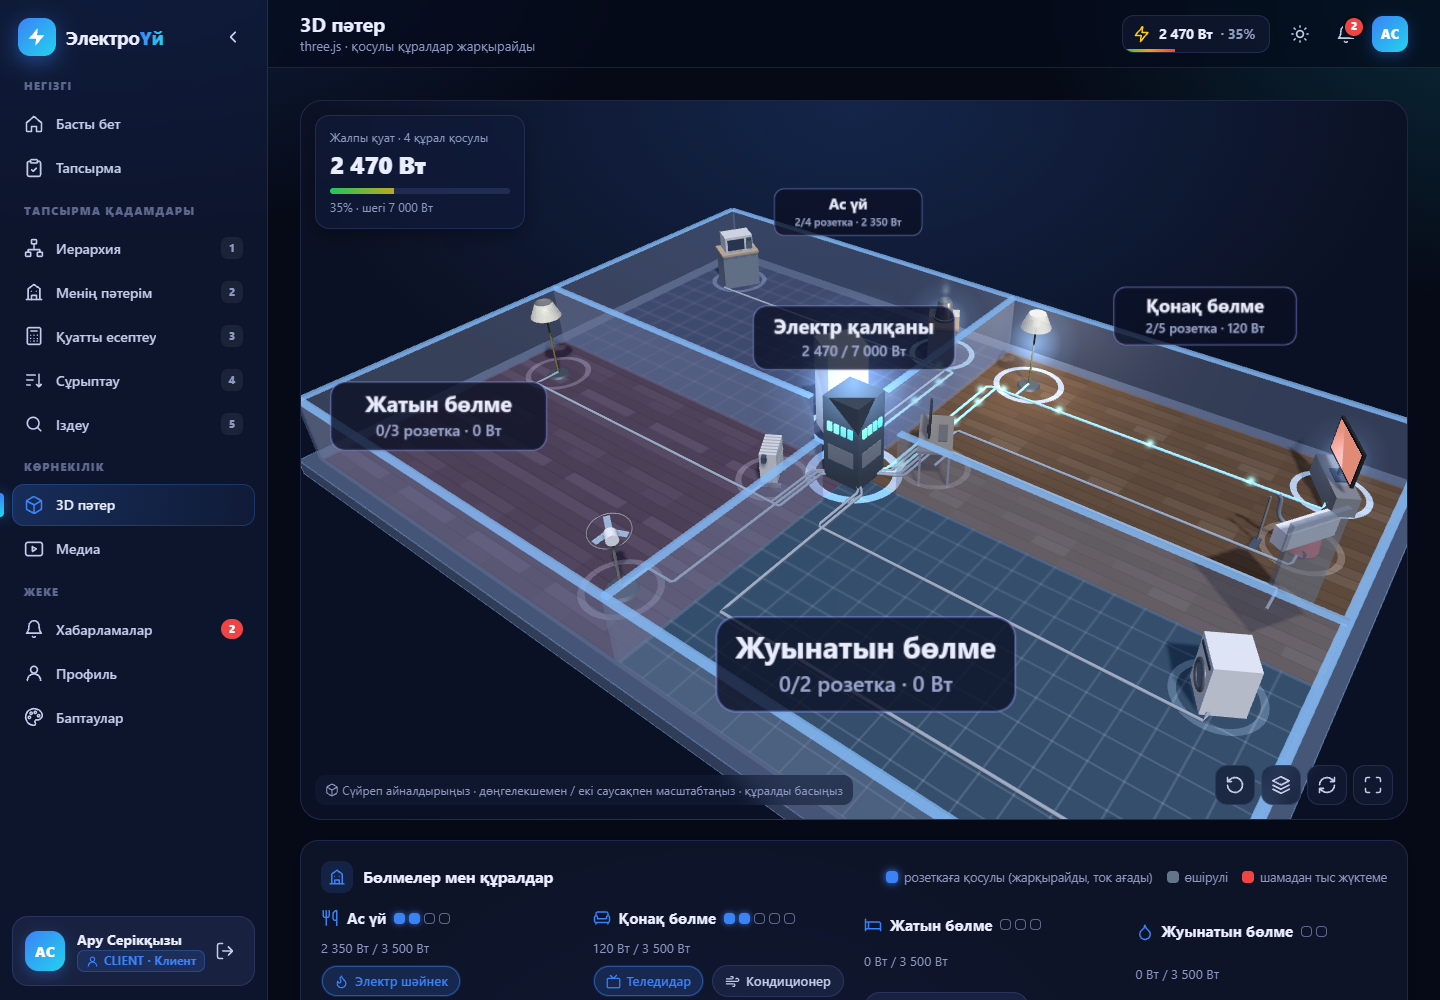 ЭлектроҮй
НЕГІЗГІ
Басты бет
Тапсырма
ТАПСЫРМА ҚАДАМДАРЫ
Иерархия 1
Менің пәтерім 2
Қуатты есептеу 3
Сұрыптау 4
Іздеу 5
КӨРНЕКІЛІК
3D пәтер
Медиа
ЖЕКЕ
Хабарламалар 2
Профиль
Баптаулар
АС
Ару Серікқызы
CLIENT · Клиент
3D пәтер
three.js · қосулы құралдар жарқырайды
2 470 Вт · 35%
2
АС
Жалпы қуат · 4 құрал қосулы
2 470 Вт
35% · шегі 7 000 Вт
Ас үй
2/4 розетка · 2 350 Вт
Қонақ бөлме
2/5 розетка · 120 Вт
Электр қалқаны
2 470 / 7 000 Вт
Жатын бөлме
0/3 розетка · 0 Вт
Жуынатын бөлме
0/2 розетка · 0 Вт
Сүйреп айналдырыңыз · дөңгелекшемен / екі саусақпен масштабтаңыз · құралды басыңыз
Бөлмелер мен құралдар
розеткаға қосулы (жарқырайды, ток ағады)
өшірулі
шамадан тыс жүктеме
Ас үй
2 350 Вт / 3 500 Вт
Электр шәйнек
Қонақ бөлме
120 Вт / 3 500 Вт
Теледидар
Кондиционер
Жатын бөлме
0 Вт / 3 500 Вт
Жуынатын бөлме
0 Вт / 3 500 Вт